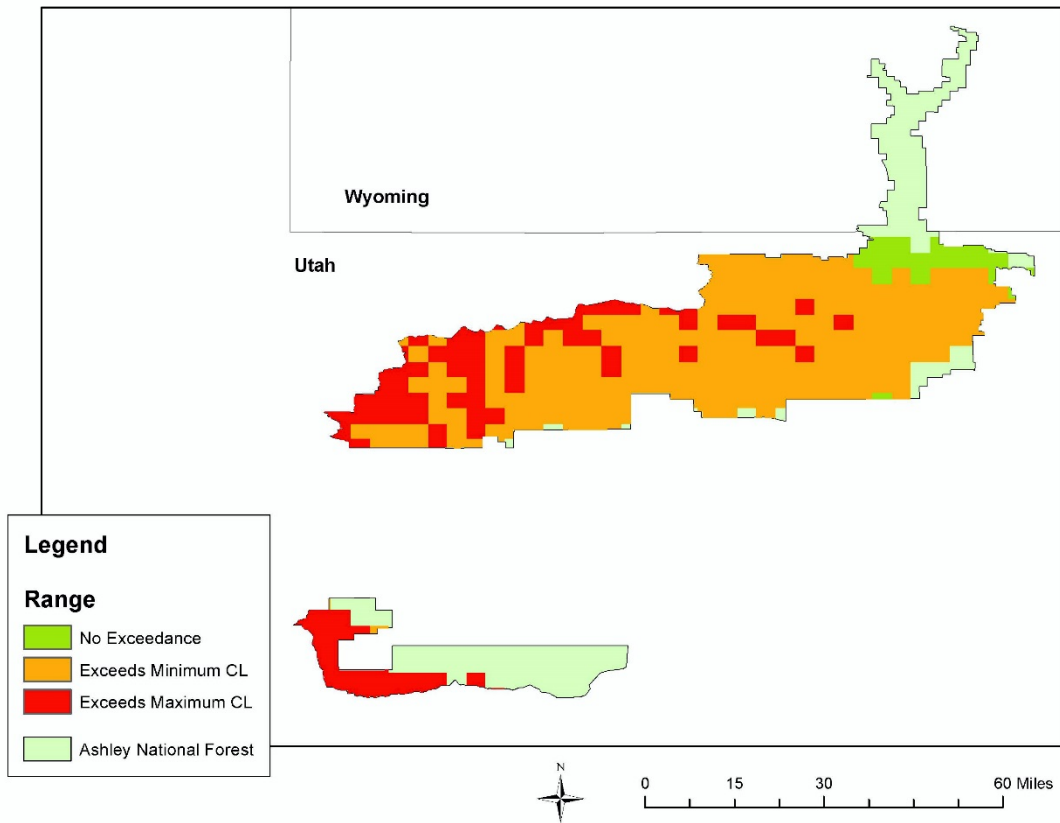 Wyoming
Utah
Legend
Range
No Exceedance
Exceeds Minimum CL
Exceeds Maximum CL
Ashley National Forest
N
0 15 30 60 Miles